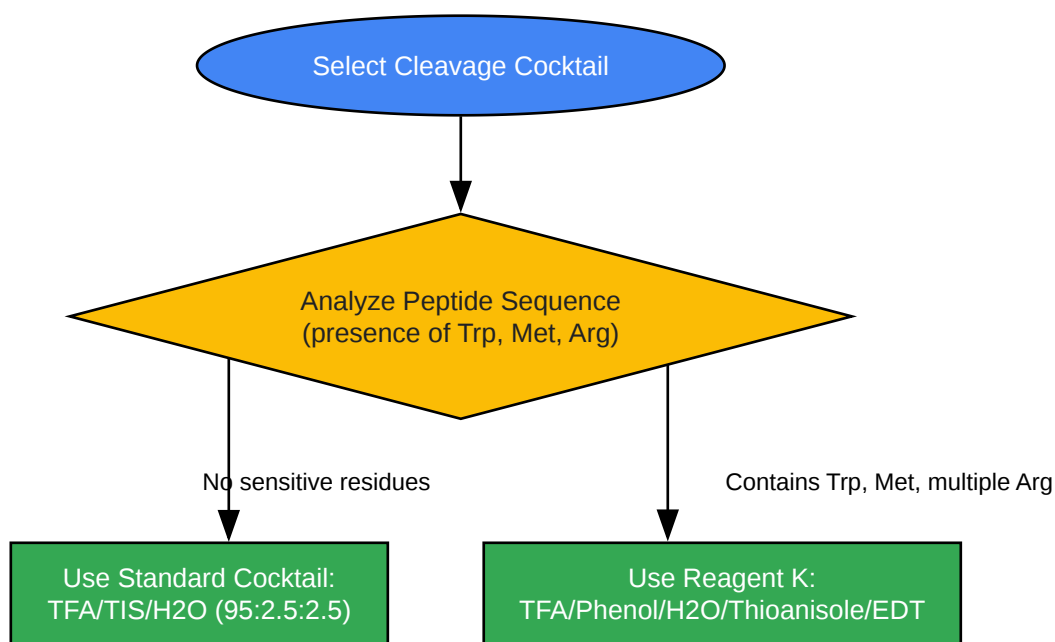 Select Cleavage Cocktail
Analyze Peptide Sequence
(presence of Trp, Met, Arg)
No sensitive residues
Contains Trp, Met, multiple Arg
Use Standard Cocktail:
TFA/TIS/H2O (95:2.5:2.5)
Use Reagent K:
TFA/Phenol/H2O/Thioanisole/EDT